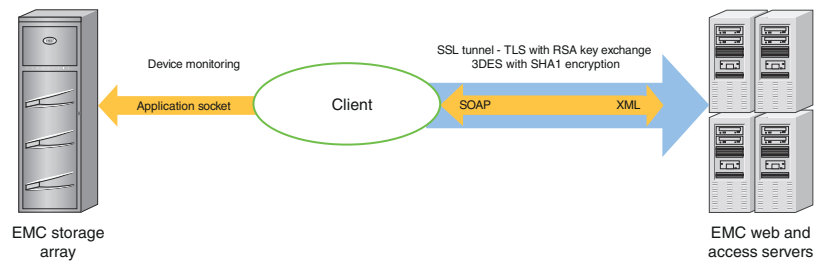 Device monitoring
Application socket
Client
SSL tunnel - TLS with RSA key exchange
3DES with SHA1 encryption
SOAP
XML
EMC storage
array
EMC web and
access servers